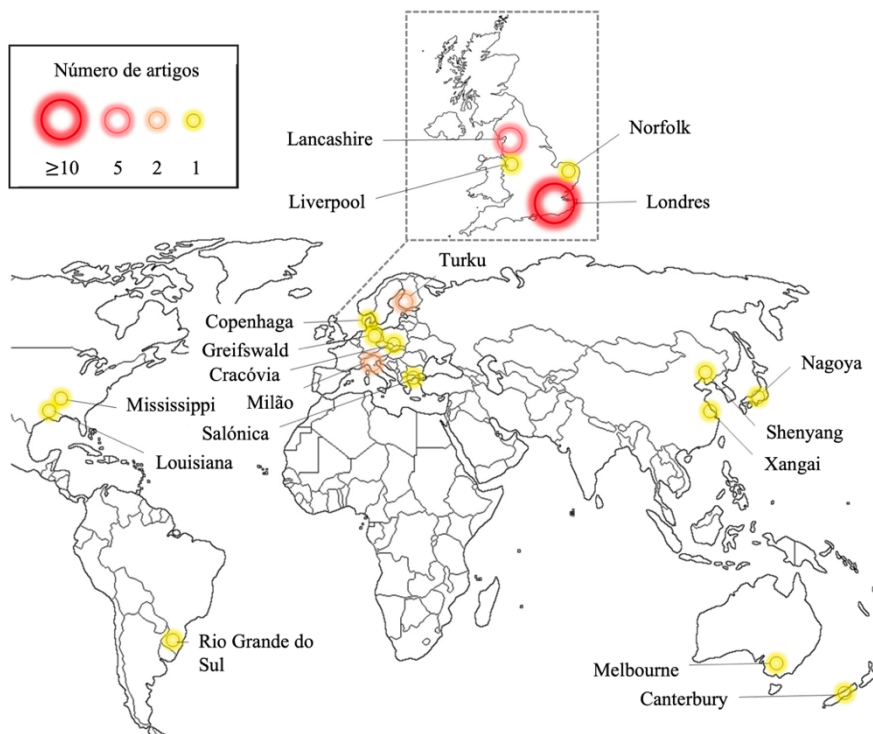 Número de artigos
≥10 5 2 1
Lancashire
Norfolk
Liverpool
Londres
Turku
Copenhaga
Greifswald
Cracóvia
Milão
Salónica
Mississippi
Louisiana
Nagoya
Shenyang
Xangai
Rio Grande do
Sul
Melbourne
Canterbury